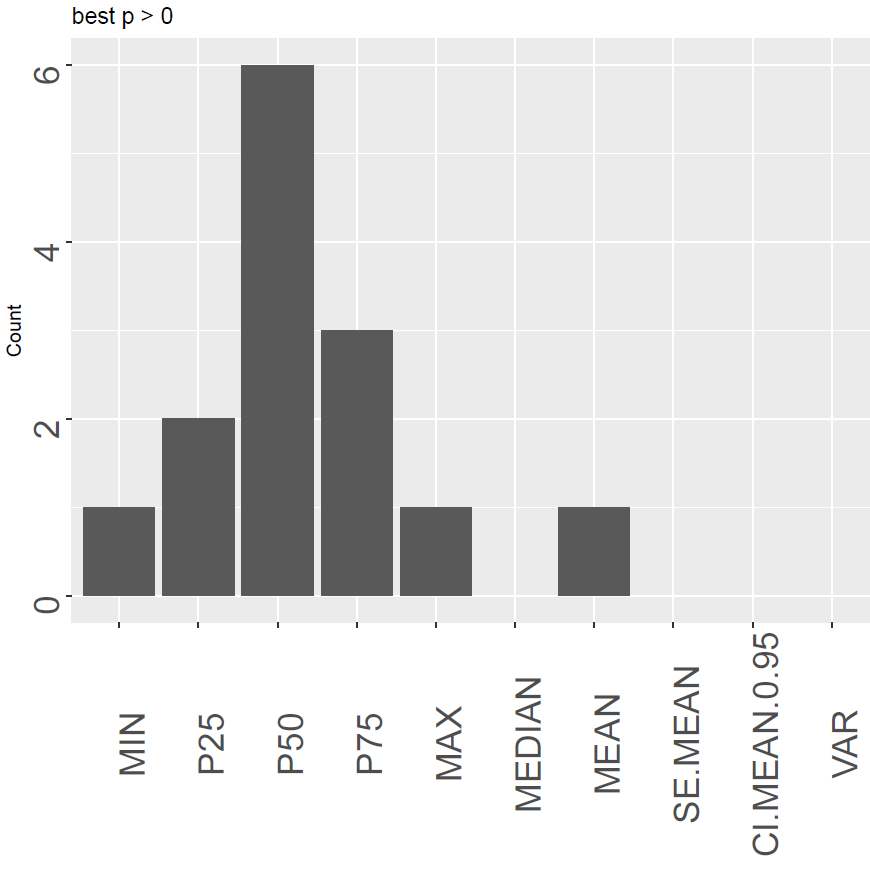 best p > 0
Count
6
4
2
0
MIN
P25
P50
P75
MAX
MEDIAN
MEAN
SE.MEAN
CI.MEAN.0.95
VAR